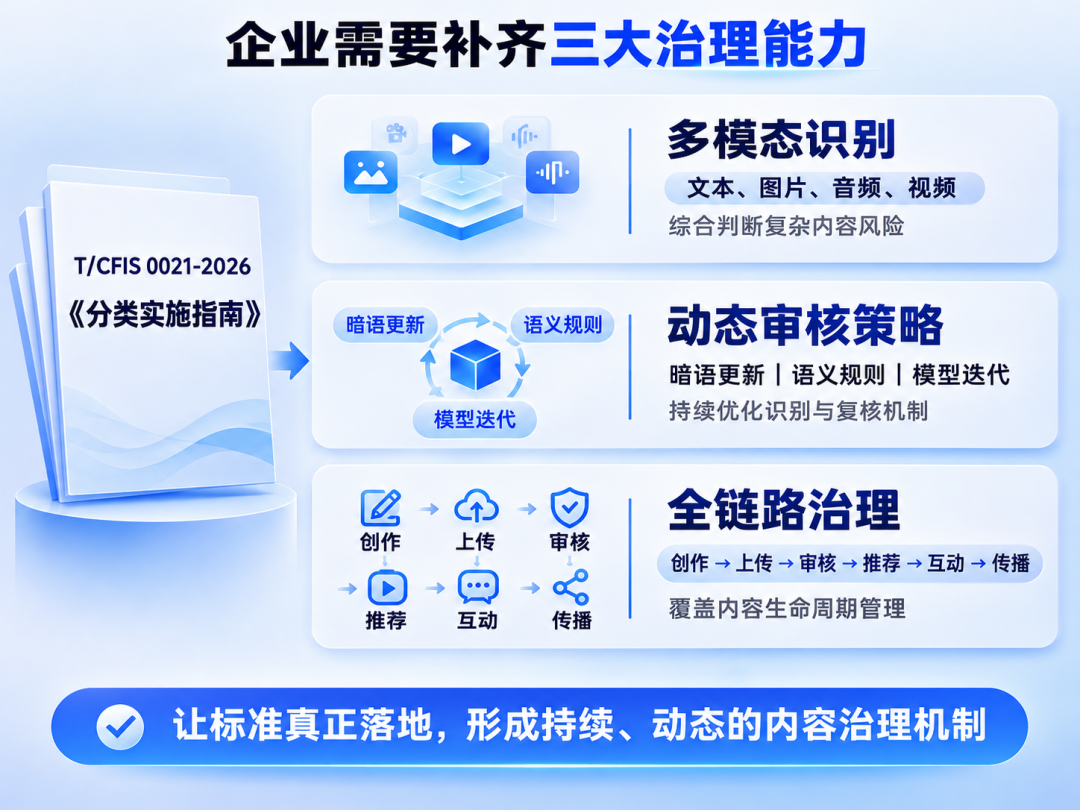 企业需要补齐三大治理能力
T/CFIS 0021-2026
《分类实施指南》
多模态识别
文本、图片、音频、视频
综合判断复杂内容风险
暗语更新
语义规则
模型迭代
动态审核策略
暗语更新｜语义规则｜模型迭代
持续优化识别与复核机制
创作
上传
审核
推荐
互动
传播
全链路治理
创作→上传→审核→推荐→互动→传播
覆盖内容生命周期管理
让标准真正落地，形成持续、动态的内容治理机制